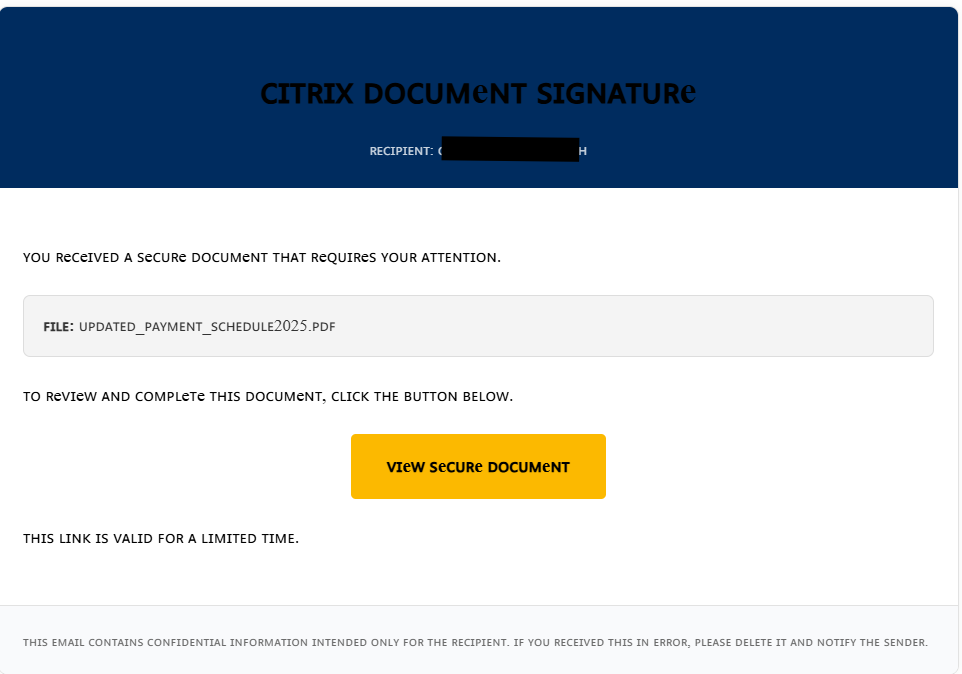 CITRIX DOCUMeNT SIGNATURe
RECIPIENT:
YOU ReCeIVED A SeCURe DOCUMeNT THAT ReQUIReS YOUR ATTENTION.
FILE: UPDATED_PAYMENT_SCHEDULE2025.PDF
TO ReVIeW AND COMPLeTe THIS DOCUMeNT, CLICK THE BUTTON BELOW.
VIeW SeCURe DOCUMeNT
THIS LINK IS VALID FOR A LIMITED TIME.
THIS EMAIL CONTAINS CONFIDENTIAL INFORMATION INTENDED ONLY FOR THE RECIPIENT. IF YOU RECEIVED THIS IN ERROR, PLEASE DELETE IT AND NOTIFY THE SENDER.